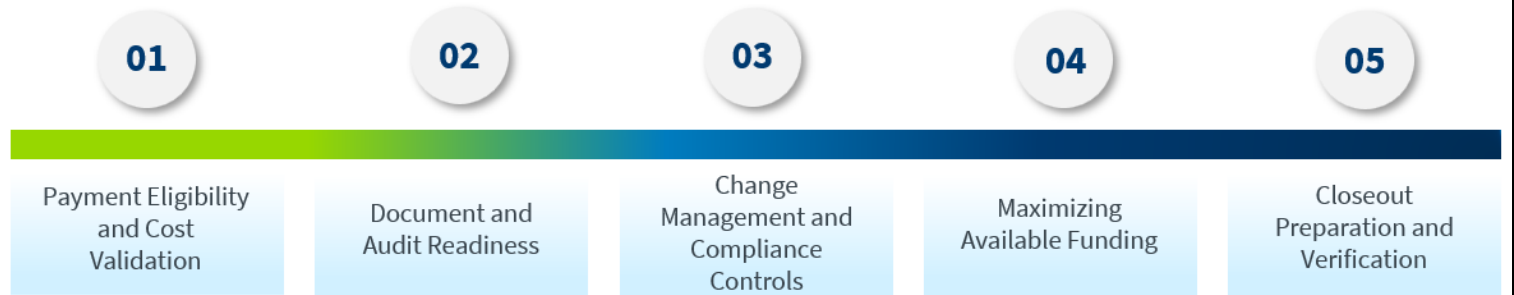 01
02
03
04
05
Payment Eligibility
and Cost
Validation
Document and
Audit Readiness
Change
Management and
Compliance
Controls
Maximizing
Available Funding
Closeout
Preparation and
Verification